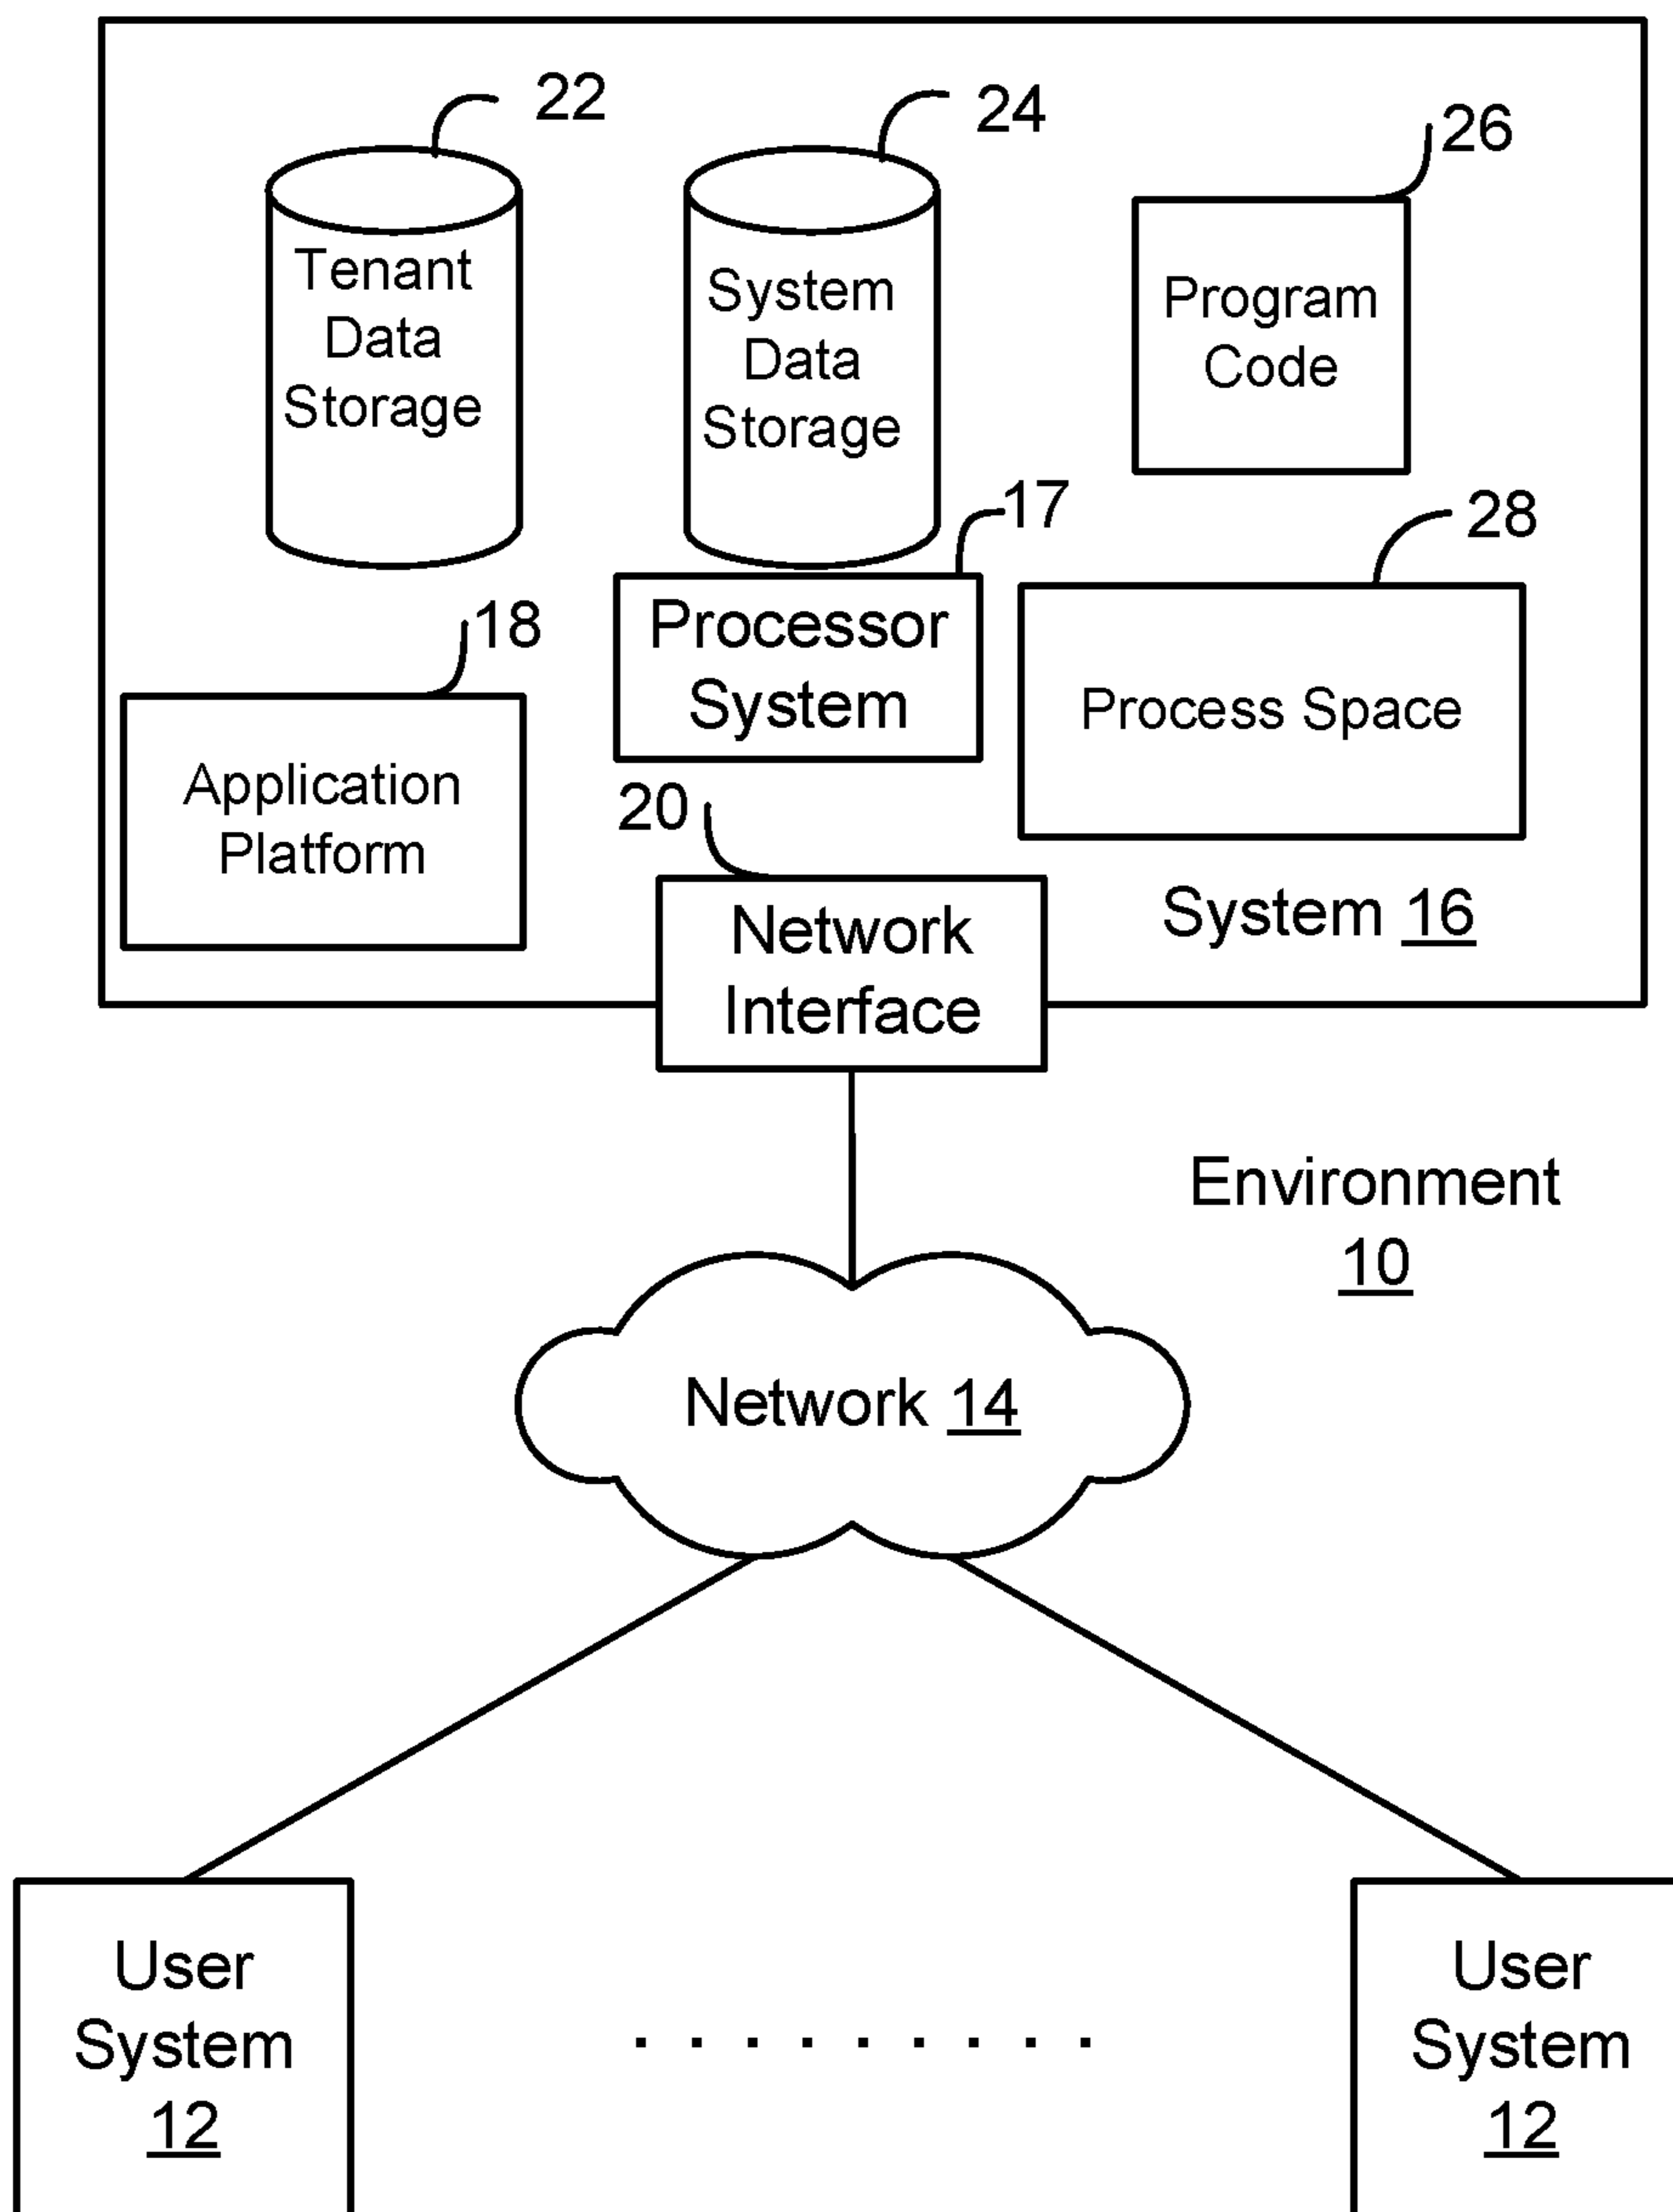 22
24
26
Tenant
Data
Storage
System
Data
Storage
Program
Code
17
28
18
Processor
System
Process Space
Application
Platform
20
Network
Interface
System 16
Environment
10
Network 14
User
System
12
. . . . . . . . .
User
System
12